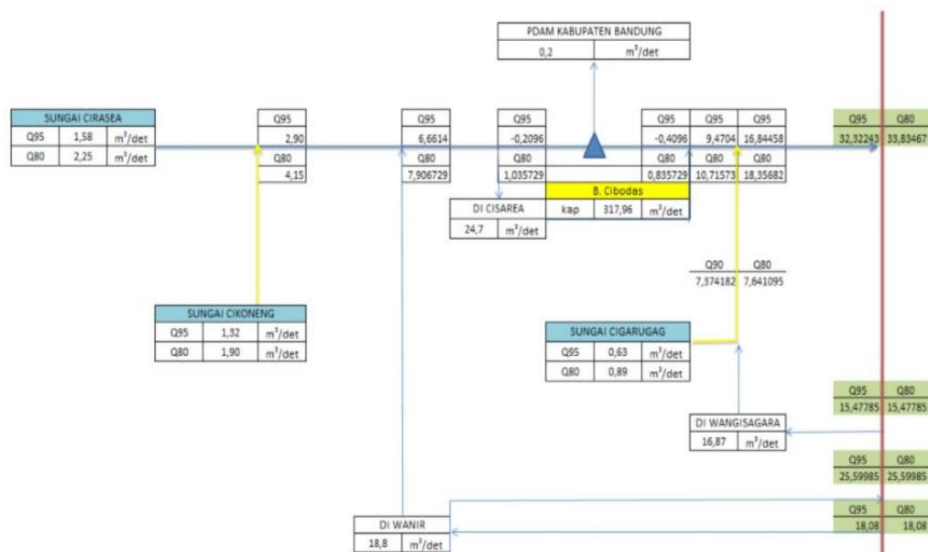 PDAM KABUPATEN BANDUNG
0,2 m³/det
SUNGAI CIRASEA
Q95 1,58 m³/det
Q80 2,25 m³/det
Q95
2,90
Q80
4,15
Q95
6,6614
Q80
7,906729
Q95
-0,2096
Q80
1,035729
Q95 Q95 Q95
-0,4096 9,4704 16,84458
Q80 Q80 Q80
0,835729 10,71573 18,35682
Q95 Q80
32,32243 33,83467
B. Cibodas
kap 317,96 m³/det
DI CISAREA
24,7 m³/det
Q90 Q80
7,374182 7,641095
SUNGAI CIKONENG
Q95 1,32 m³/det
Q80 1,90 m³/det
SUNGAI CIGARUGAG
Q95 0,63 m³/det
Q80 0,89 m³/det
Q95 Q80
15,47785 15,47785
DI WANGISAGARA
16,87 m³/det
Q95 Q80
25,59985 25,59985
Q95 Q80
18,08 18,08
DI WANIR
18,8 m³/det